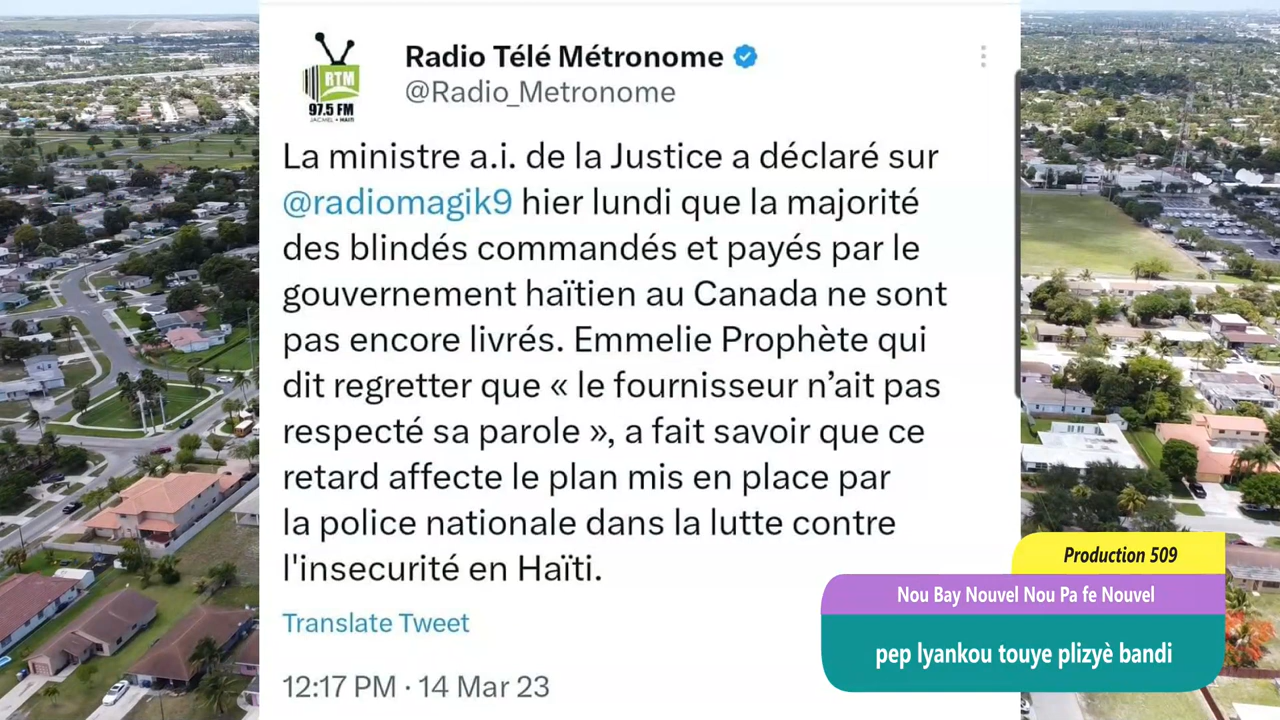 RTM
97.5 FM
JACMEL • HAITI
Radio Télé Métronome
@Radio_Metronome
La ministre a.i. de la Justice a déclaré sur
@radiomagik9 hier lundi que la majorité
des blindés commandés et payés par le
gouvernement haïtien au Canada ne sont
pas encore livrés. Emmelie Prophète qui
dit regretter que « le fournisseur n’ait pas
respecté sa parole », a fait savoir que ce
retard affecte le plan mis en place par
la police nationale dans la lutte contre
l'insecurité en Haïti.
Translate Tweet
12:17 PM · 14 Mar 23
Production 509
Nou Bay Nouvel Nou Pa fe Nouvel
pep lyankou touye plizyè bandi